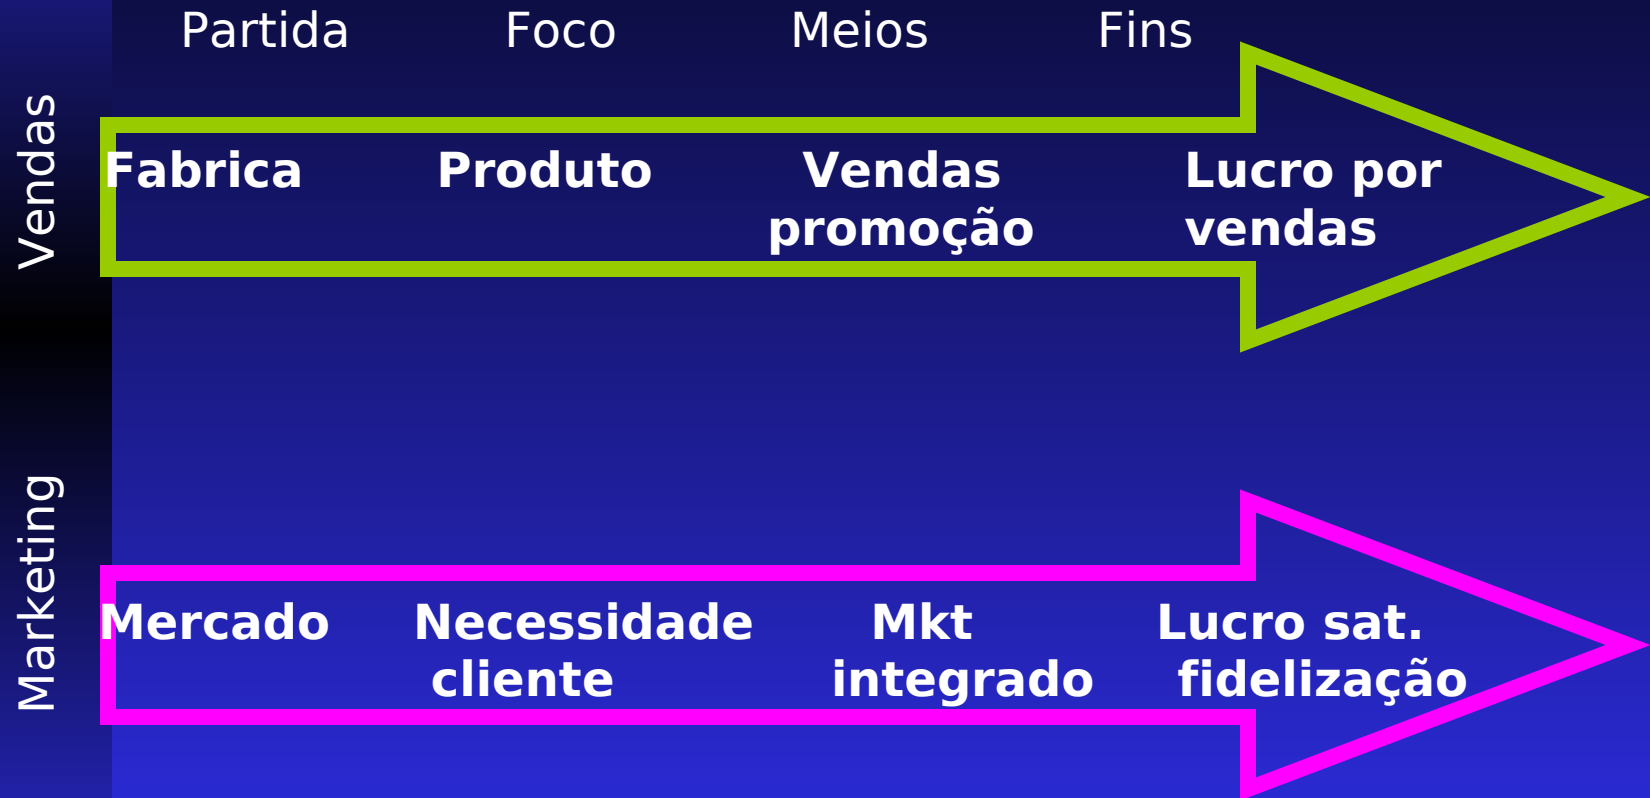 Partida Foco Meios Fins
Vendas
Fabrica Produto Vendas Lucro por
promoção vendas
Marketing
Mercado Necessidade Mkt Lucro sat.
cliente integrado fidelização